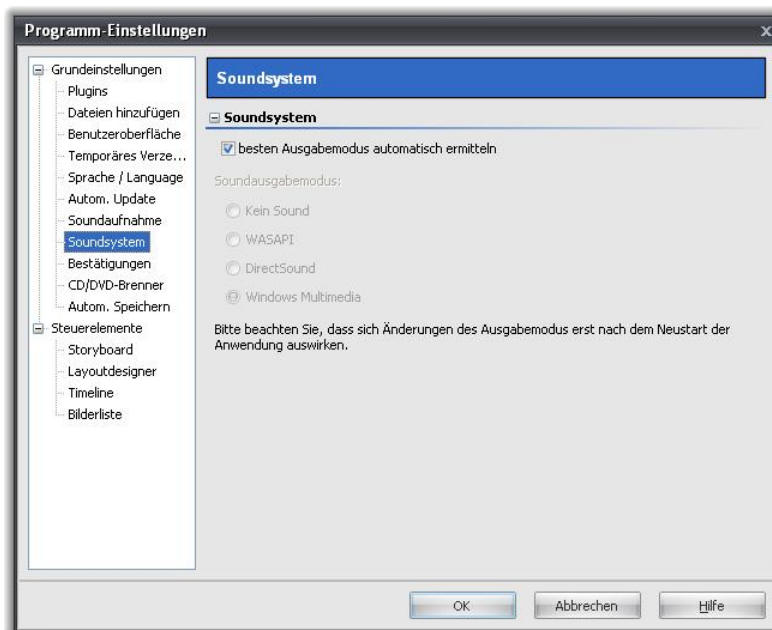 Programm-Einstellungen
x
Grundeinstellungen
Plugins
Dateien hinzufügen
Benutzeroberfläche
Temporäres Verze...
Sprache / Language
Autom. Update
Soundaufnahme
Soundsystem
Bestätigungen
CD/DVD-Brenner
Autom. Speichern
Steuerelemente
Storyboard
Layoutdesigner
Timeline
Bilderliste
Soundsystem
Soundsystem
besten Ausgabemodus automatisch ermitteln
Soundausgabemodus:
Kein Sound
WASAPI
DirectSound
Windows Multimedia
Bitte beachten Sie, dass sich Änderungen des Ausgabemodus erst nach dem Neustart der
Anwendung auswirken.
OK
Abbrechen
Hilfe